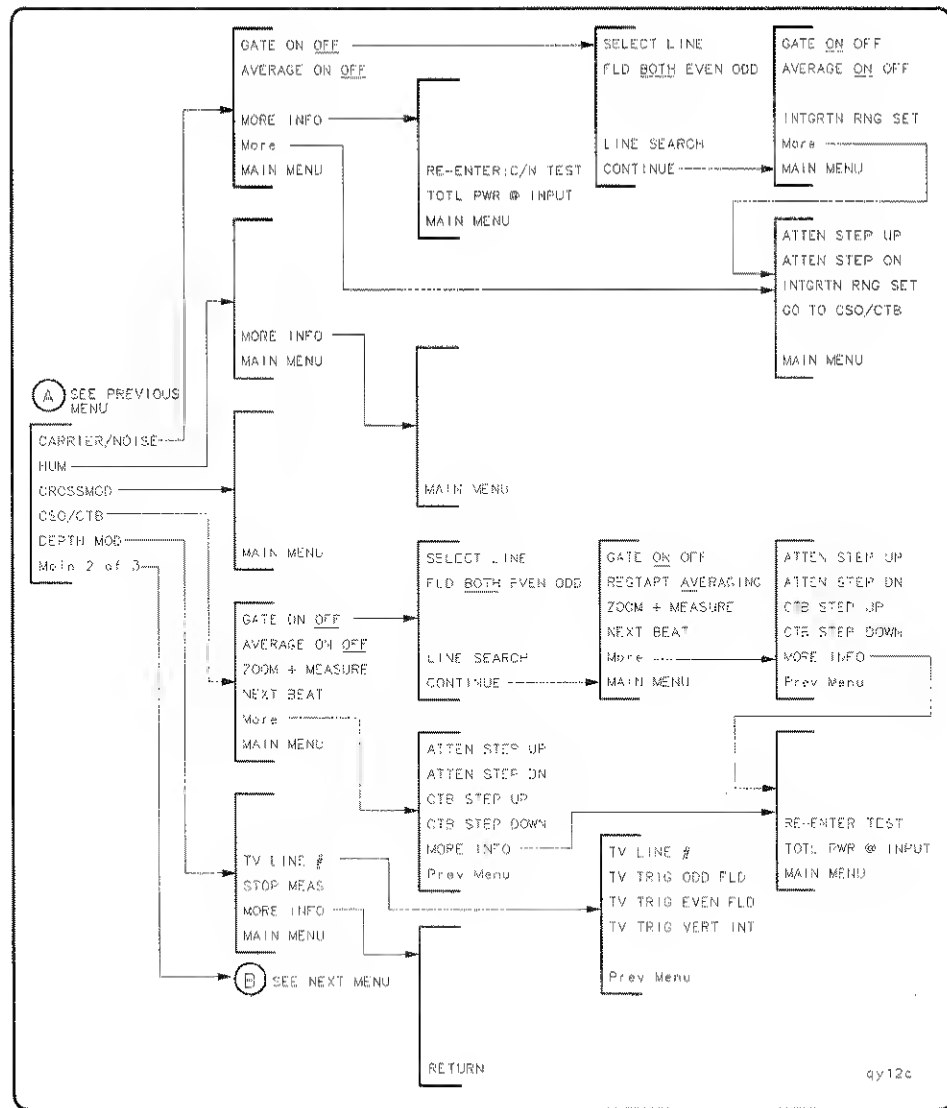 GATE ON OFF
AVERAGE ON OFF
MORE INFO
More
MAIN MENU
RE-ENTER:C/N TEST
TOTL PWR @ INPUT
MAIN MENU
SELECT LINE
FLD BOTH EVEN ODD
LINE SEARCH
CONTINUE
GATE ON OFF
AVERAGE ON OFF
INTGRTN RNG SET
More
MAIN MENU
ATTEN STEP UP
ATTEN STEP ON
INTGRTN RNG SET
GO TO CSO/CTB
MAIN MENU
MORE INFO
MAIN MENU
MAIN MENU
A SEE PREVIOUS
MENU
CARRIER/NOISE
HUM
CROSSMOD
CSO/CTB
DEPTH MOD
Main 2 of 3
MAIN MENU
GATE ON OFF
AVERAGE ON OFF
ZOOM + MEASURE
NEXT BEAT
More
MAIN MENU
SELECT LINE
FLD BOTH EVEN ODD
LINE SEARCH
CONTINUE
GATE ON OFF
RESTART AVERAGING
ZOOM + MEASURE
NEXT BEAT
More
MAIN MENU
ATTEN STEP UP
ATTEN STEP DN
CTB STEP UP
CTB STEP DOWN
MORE INFO
Prev Menu
ATTEN STEP UP
ATTEN STEP DN
CTB STEP UP
CTB STEP DOWN
MORE INFO
Prev Menu
RE-ENTER TEST
TOTL PWR @ INPUT
MAIN MENU
TV LINE #
STOP MEAS
MORE INFO
MAIN MENU
TV LINE #
TV TRIG ODD FLD
TV TRIG EVEN FLD
TV TRIG VERT INT
Prev Menu
B SEE NEXT MENU
RETURN
qy12c